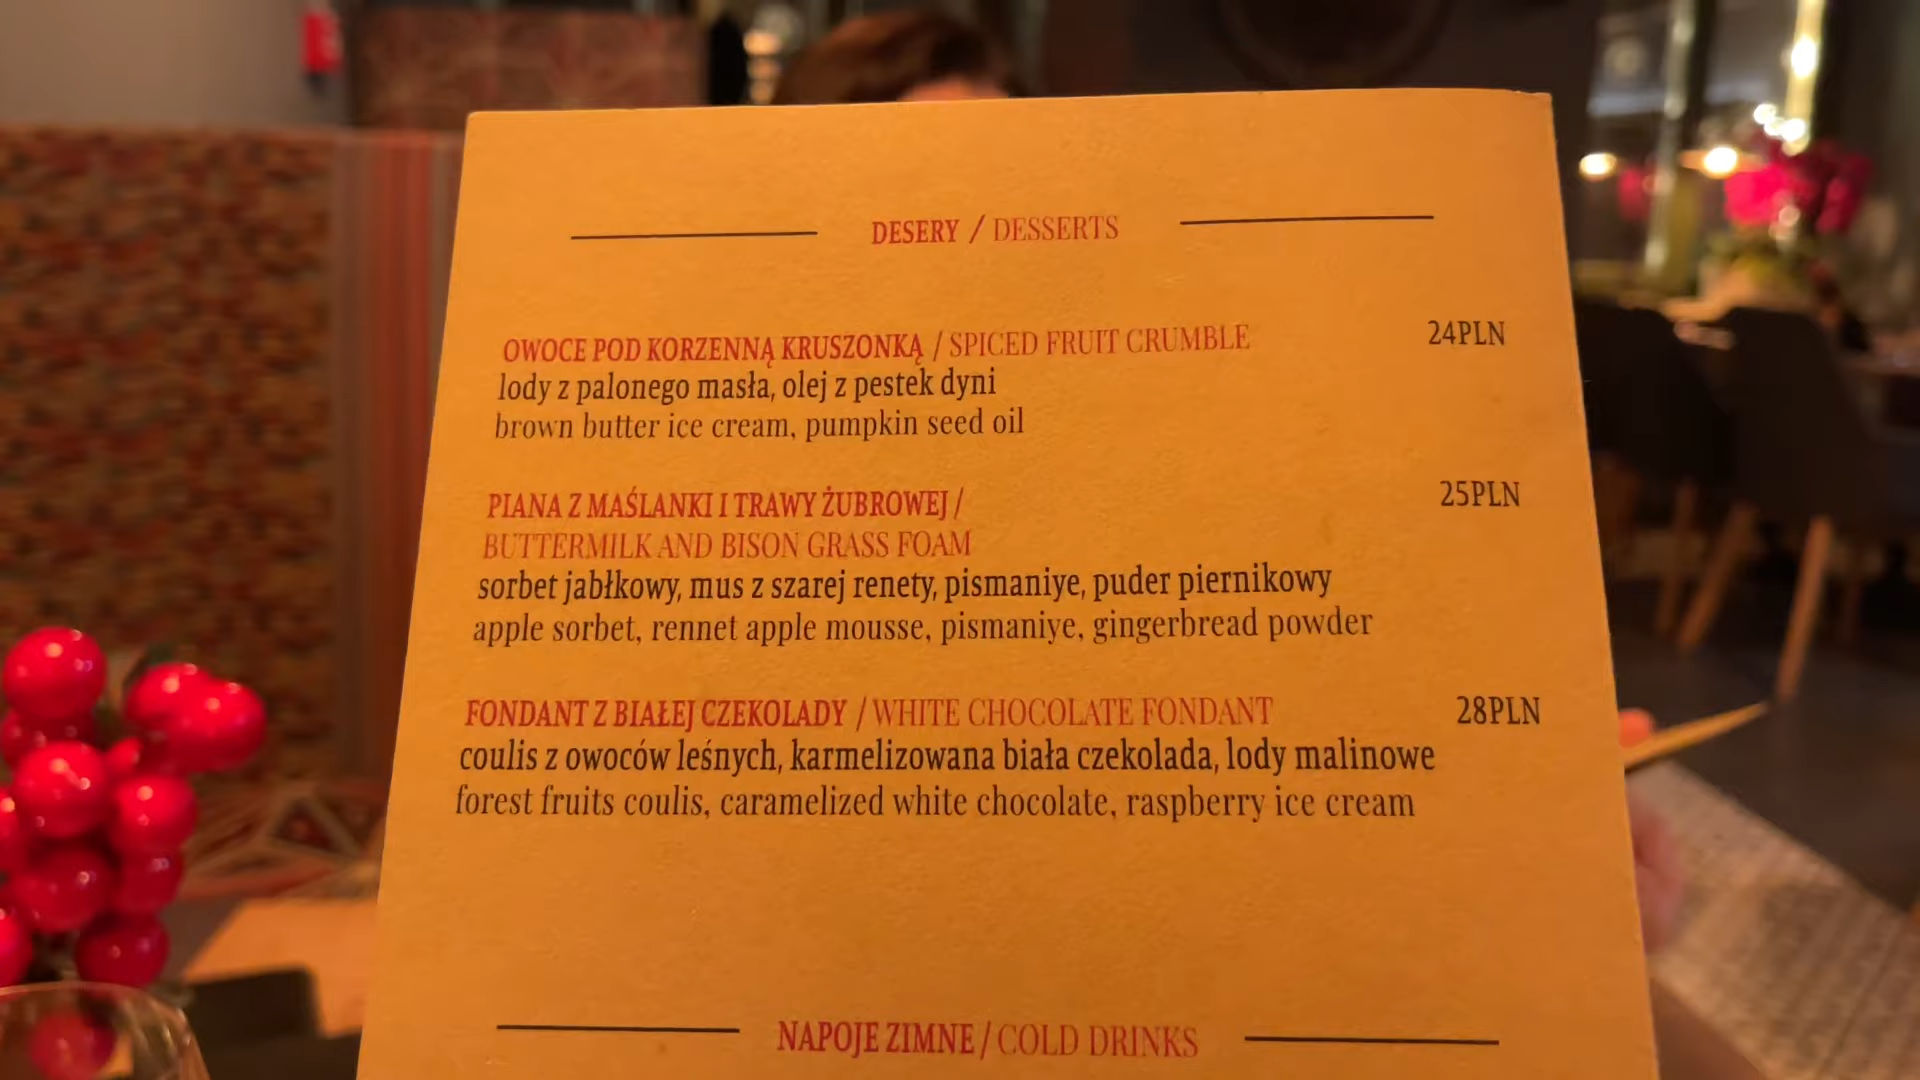 DESERY / DESSERTS
OWOCE POD KORZENNĄ KRUSZONKĄ / SPICED FRUIT CRUMBLE 24PLN
lody z palonego masła, olej z pestek dyni
brown butter ice cream, pumpkin seed oil
PIANA Z MAŚLANKI I TRAWY ŻUBROWEJ / 25PLN
BUTTERMILK AND BISON GRASS FOAM
sorbet jabłkowy, mus z szarej renety, pismaniye, puder piernikowy
apple sorbet, rennet apple mousse, pismaniye, gingerbread powder
FONDANT Z BIAŁEJ CZEKOLADY / WHITE CHOCOLATE FONDANT 28PLN
coulis z owoców leśnych, karmelizowana biała czekolada, lody malinowe
forest fruits coulis, caramelized white chocolate, raspberry ice cream
NAPOJE ZIMNE / COLD DRINKS